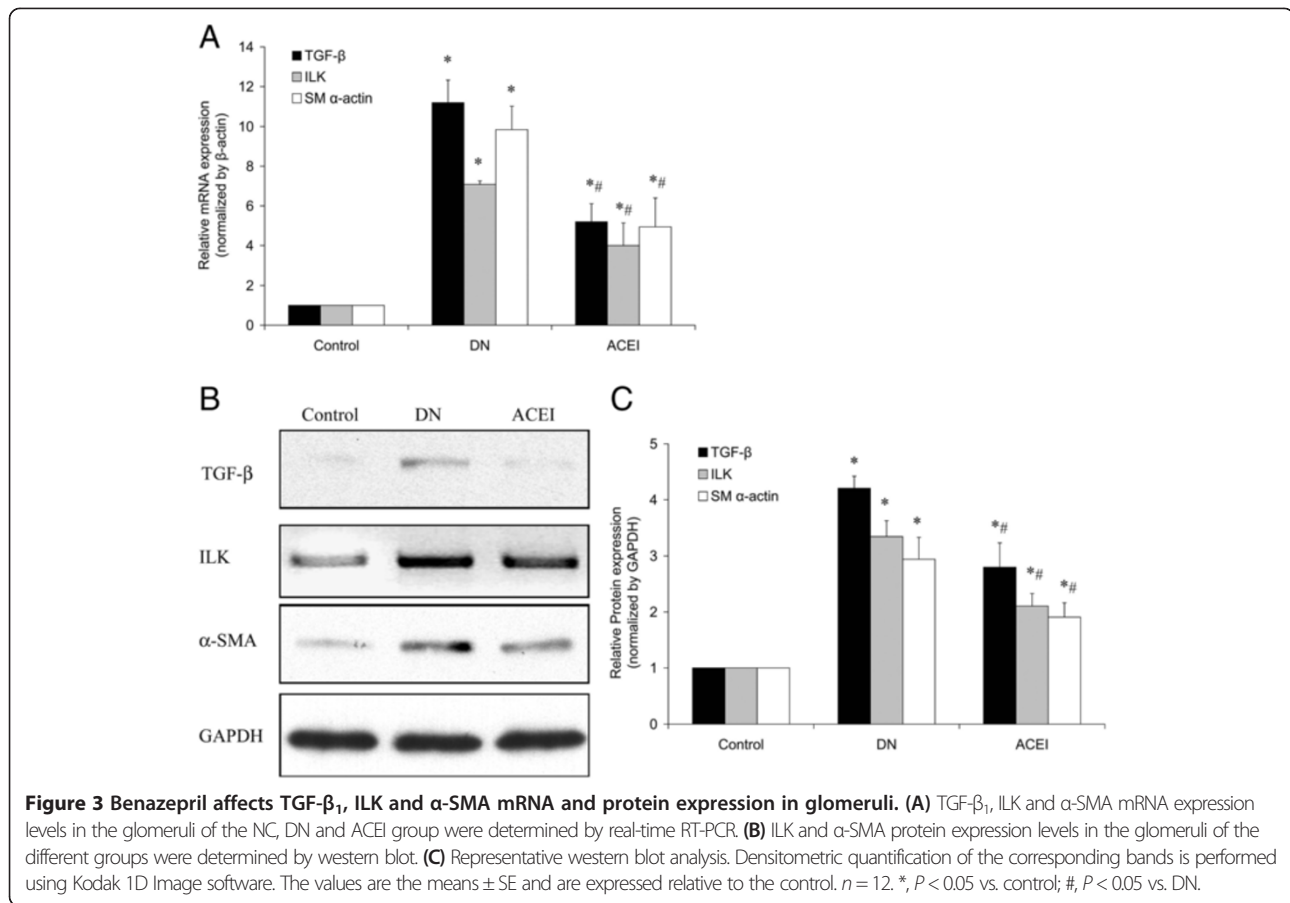 A
TGF-β
ILK
SM α-actin
Relative mRNA expression
(normalized by β-actin)
14
12
10
8
6
4
2
0
*
*
*
*#
*#
*#
Control
DN
ACEI
B
Control DN ACEI
TGF-β
ILK
α-SMA
GAPDH
C
TGF-β
ILK
SM α-actin
Relative Protein expression
(normalized by GAPDH)
5
4
3
2
1
0
*
*
*
*#
*#
*#
Control
DN
ACEI
Figure 3 Benazepril affects TGF-β₁, ILK and α-SMA mRNA and protein expression in glomeruli. (A) TGF-β₁, ILK and α-SMA mRNA expression
levels in the glomeruli of the NC, DN and ACEI group were determined by real-time RT-PCR. (B) ILK and α-SMA protein expression levels in the glomeruli of the
different groups were determined by western blot. (C) Representative western blot analysis. Densitometric quantification of the corresponding bands is performed
using Kodak 1D Image software. The values are the means ± SE and are expressed relative to the control. n = 12. *, P < 0.05 vs. control; #, P < 0.05 vs. DN.